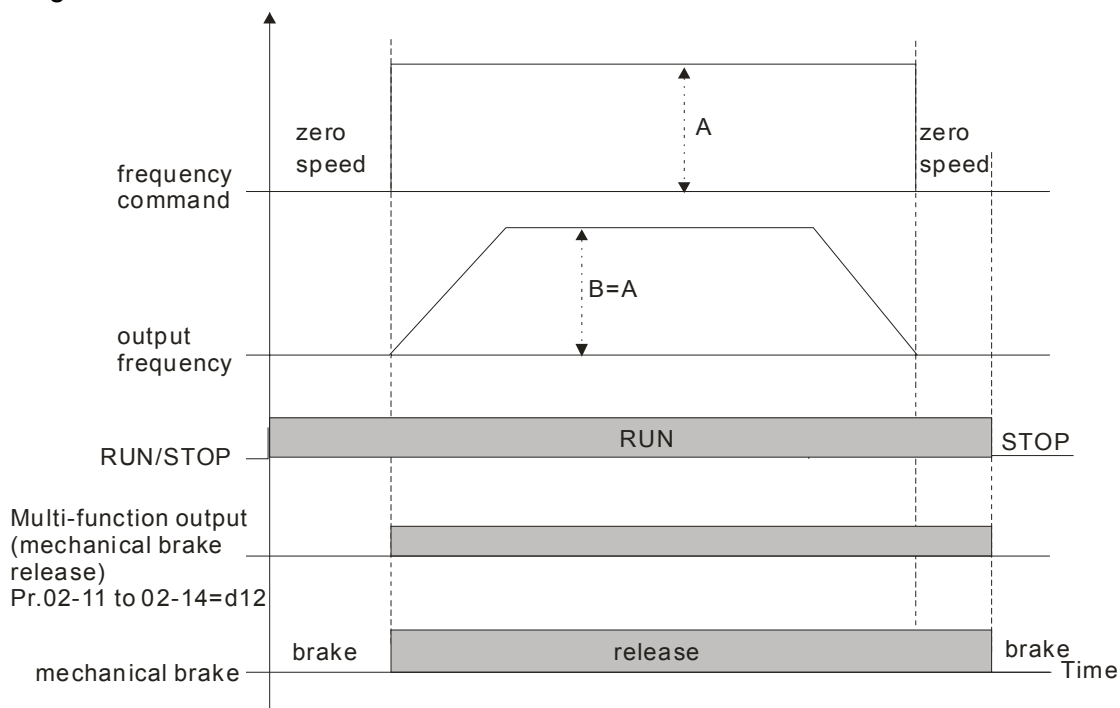 zero
speed
A
zero
speed
frequency
command
B=A
output
frequency
RUN
RUN/STOP
STOP
Multi-function output
(mechanical brake
release)
Pr.02-11 to 02-14=d12
brake
release
brake
mechanical brake
Time